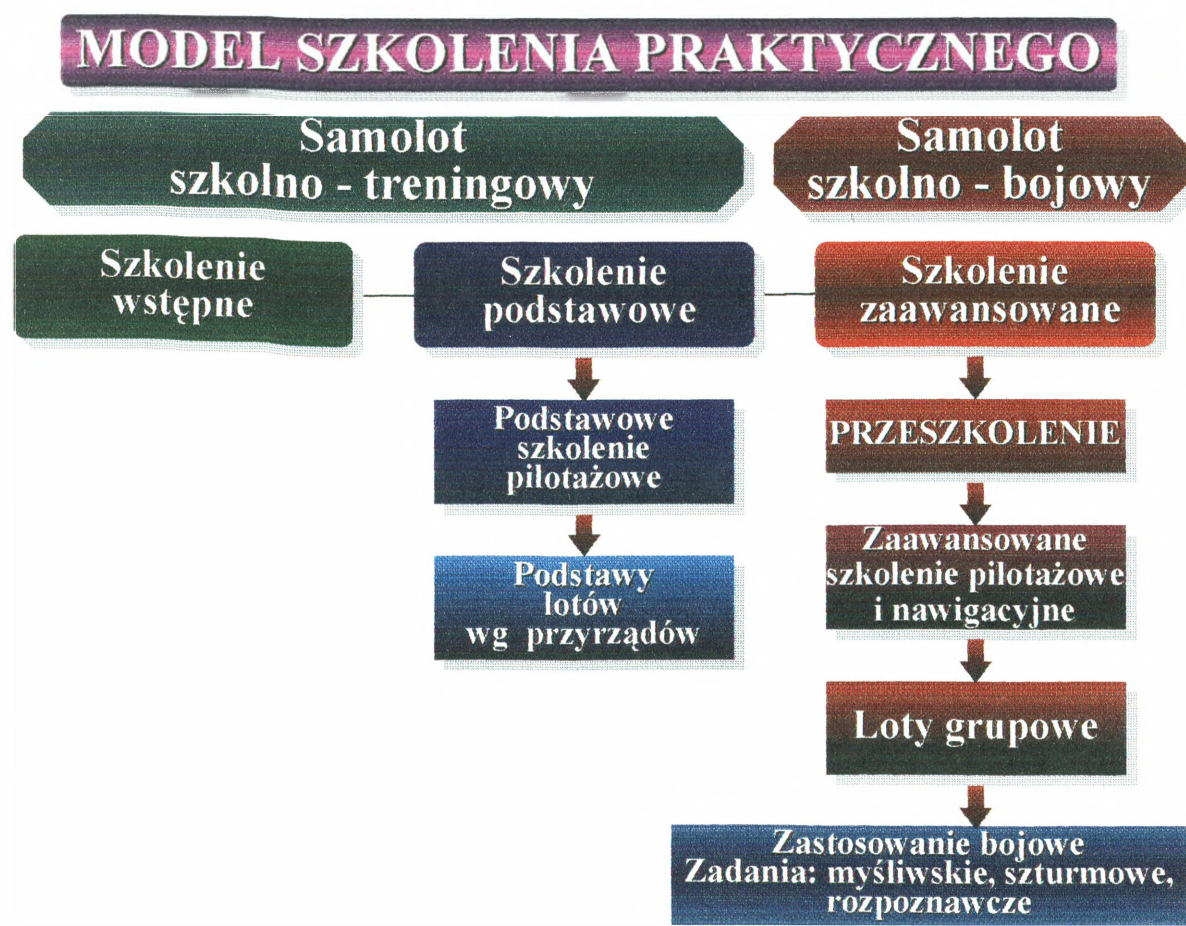 MODEL SZKOLENIA PRAKTYCZNEGO
Samolot
szkolno - treningowy
Samolot
szkolno - bojowy
Szkolenie
wstępne
Szkolenie
podstawowe
Szkolenie
zaawansowane
Podstawowe
szkolenie
pilotażowe
Podstawy
lotów
wg przyrządów
PRZESZKOLENIE
Zaawansowane
szkolenie pilotażowe
i nawigacyjne
Loty grupowe
Zastosowanie bojowe
Zadania: myśliwskie, szturmowe,
rozpoznawcze